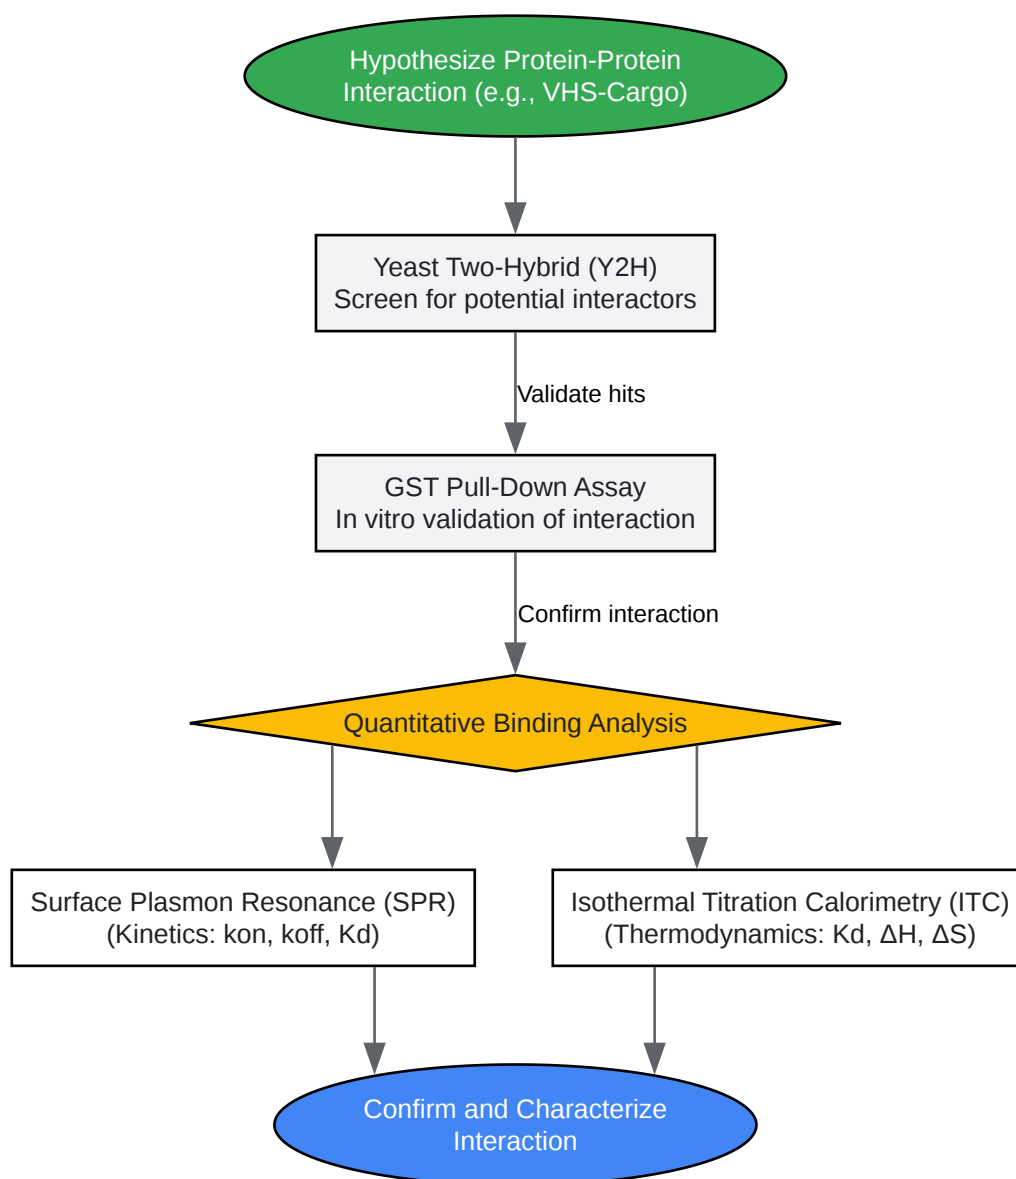 Hypothesize Protein-Protein
Interaction (e.g., VHS-Cargo)
Yeast Two-Hybrid (Y2H)
Screen for potential interactors
Validate hits
GST Pull-Down Assay
In vitro validation of interaction
Confirm interaction
Quantitative Binding Analysis
Surface Plasmon Resonance (SPR)
(Kinetics: kon, koff, Kd)
Isothermal Titration Calorimetry (ITC)
(Thermodynamics: Kd, ΔH, ΔS)
Confirm and Characterize
Interaction